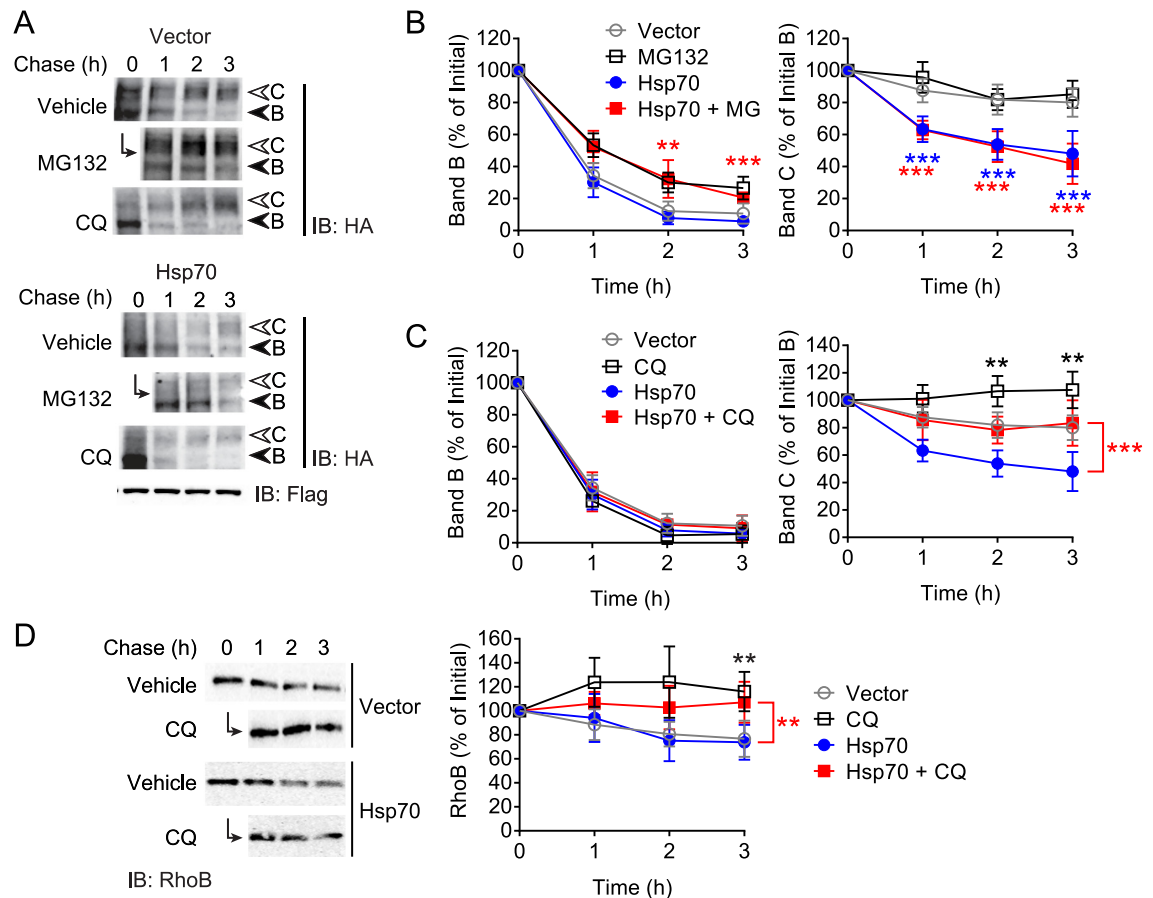 A
Vector
Chase (h) 0 1 2 3
Vehicle
C
B
MG132
C
B
CQ
C
B
IB: HA
Hsp70
Chase (h) 0 1 2 3
Vehicle
C
B
MG132
C
B
CQ
C
B
IB: HA
IB: Flag
B
Band B (% of Initial)
120
100
80
60
40
20
0
Vector
MG132
Hsp70
Hsp70 + MG
**
***
0 1 2 3
Time (h)
Band C (% of Initial B)
120
100
80
60
40
20
0
***
***
***
***
***
***
0 1 2 3
Time (h)
C
Band B (% of Initial)
120
100
80
60
40
20
0
Vector
CQ
Hsp70
Hsp70 + CQ
0 1 2 3
Time (h)
Band C (% of Initial B)
140
120
100
80
60
40
20
0
**
**
***
0 1 2 3
Time (h)
D
Chase (h) 0 1 2 3
Vehicle
CQ
Vector
Vehicle
CQ
Hsp70
IB: RhoB
RhoB (% of Initial)
160
140
120
100
80
60
40
20
0
**
**
0 1 2 3
Time (h)
Vector
CQ
Hsp70
Hsp70 + CQ